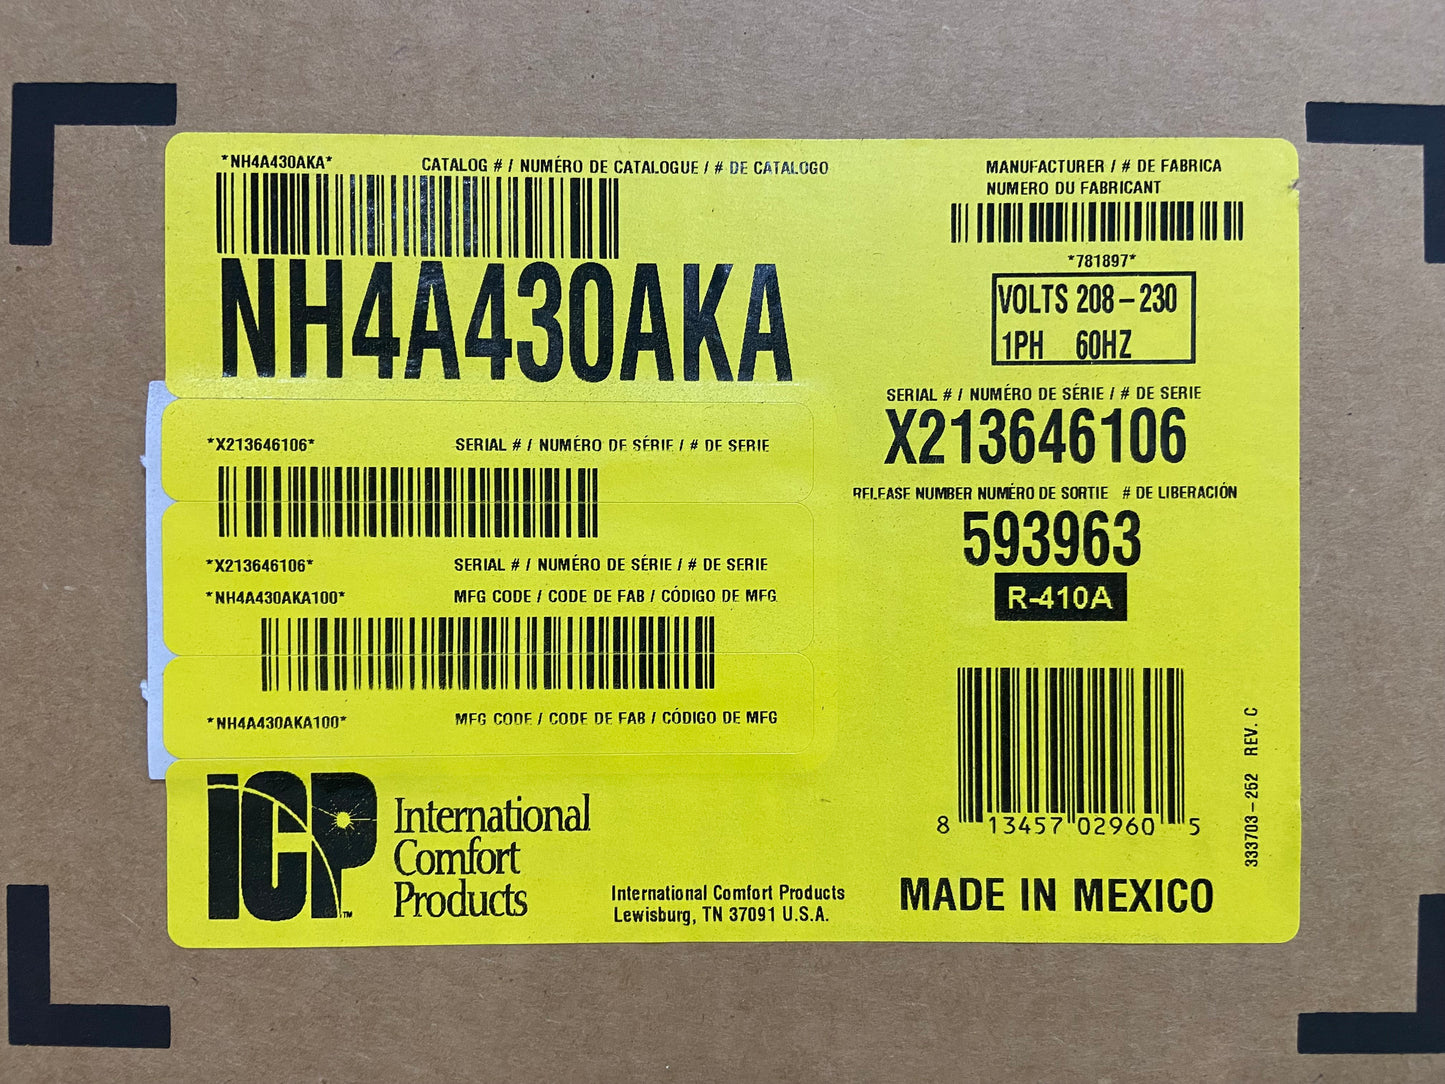 *NH4A430AKA*
CATALOG # / NUMÉRO DE CATALOGUE / # DE CATALOGO
NH4A430AKA
MANUFACTURER / # DE FABRICA
NUMERO DU FABRICANT
*781897*
VOLTS 208-230
1PH 60HZ
SERIAL # / NUMÉRO DE SÉRIE / # DE SERIE
X213646106
RELEASE NUMBER NUMÉRO DE SORTIE # DE LIBERACIÓN
593963
R-410A
*X213646106*
SERIAL # / NUMÉRO DE SÉRIE / # DE SERIE
*X213646106*
SERIAL # / NUMÉRO DE SÉRIE / # DE SERIE
*NH4A430AKA100*
MFG CODE / CODE DE FAB / CÓDIGO DE MFG
*NH4A430AKA100*
MFG CODE / CODE DE FAB / CÓDIGO DE MFG
iCP™
International
Comfort
Products
International Comfort Products
Lewisburg, TN 37091 U.S.A.
8 13457 02960 5
MADE IN MEXICO
333703-252 REV. C